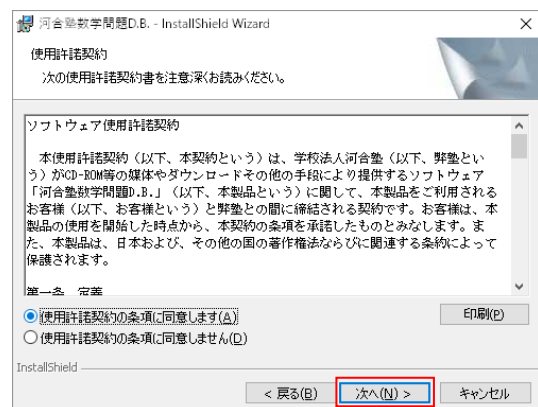 河合塾数学問題D.B. - InstallShield Wizard
使用許諾契約
次の使用許諾契約書を注意深くお読みください。
ソフトウェア使用許諾契約
本使用許諾契約（以下、本契約という）は、学校法人河合塾（以下、弊塾とい
う）がCD-ROM等の媒体やダウンロードその他の手段により提供するソフトウェア
「河合塾数学問題D.B.」（以下、本製品という）に関して、本製品をご利用される
お客様（以下、お客様という）と弊塾との間に締結される契約です。お客様は、本
製品の使用を開始した時点から、本契約の条項を承諾したものとみなします。ま
た、本製品は、日本および、その他の国の著作権法ならびに関連する条約によって
保護されます。
第一条 定義
使用許諾契約の条項に同意します(A)
印刷(P)
使用許諾契約の条項に同意しません(D)
InstallShield
< 戻る(B)
次へ(N) >
キャンセル